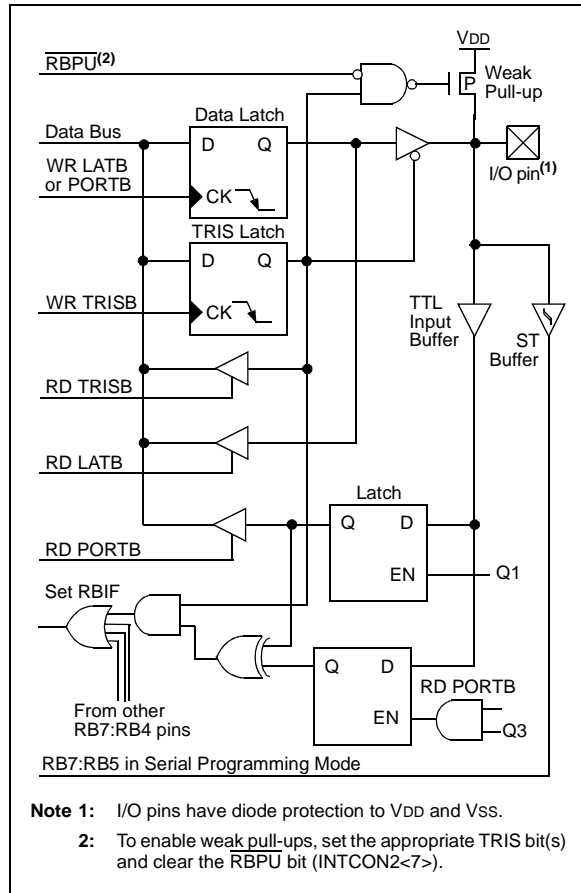 VDD
RBPU(2)
P
Weak
Pull-up
Data Latch
Data Bus
D Q
WR LATB
or PORTB
CK
I/O pin(1)
TRIS Latch
D Q
WR TRISB
CK
TTL
Input
Buffer
ST
Buffer
RD TRISB
RD LATB
Latch
Q D
RD PORTB
EN
Q1
Set RBIF
Q D
RD PORTB
EN
Q3
From other
RB7:RB4 pins
RB7:RB5 in Serial Programming Mode
Note 1: I/O pins have diode protection to VDD and VSS.
2: To enable weak pull-ups, set the appropriate TRIS bit(s)
and clear the RBPU bit (INTCON2<7>).